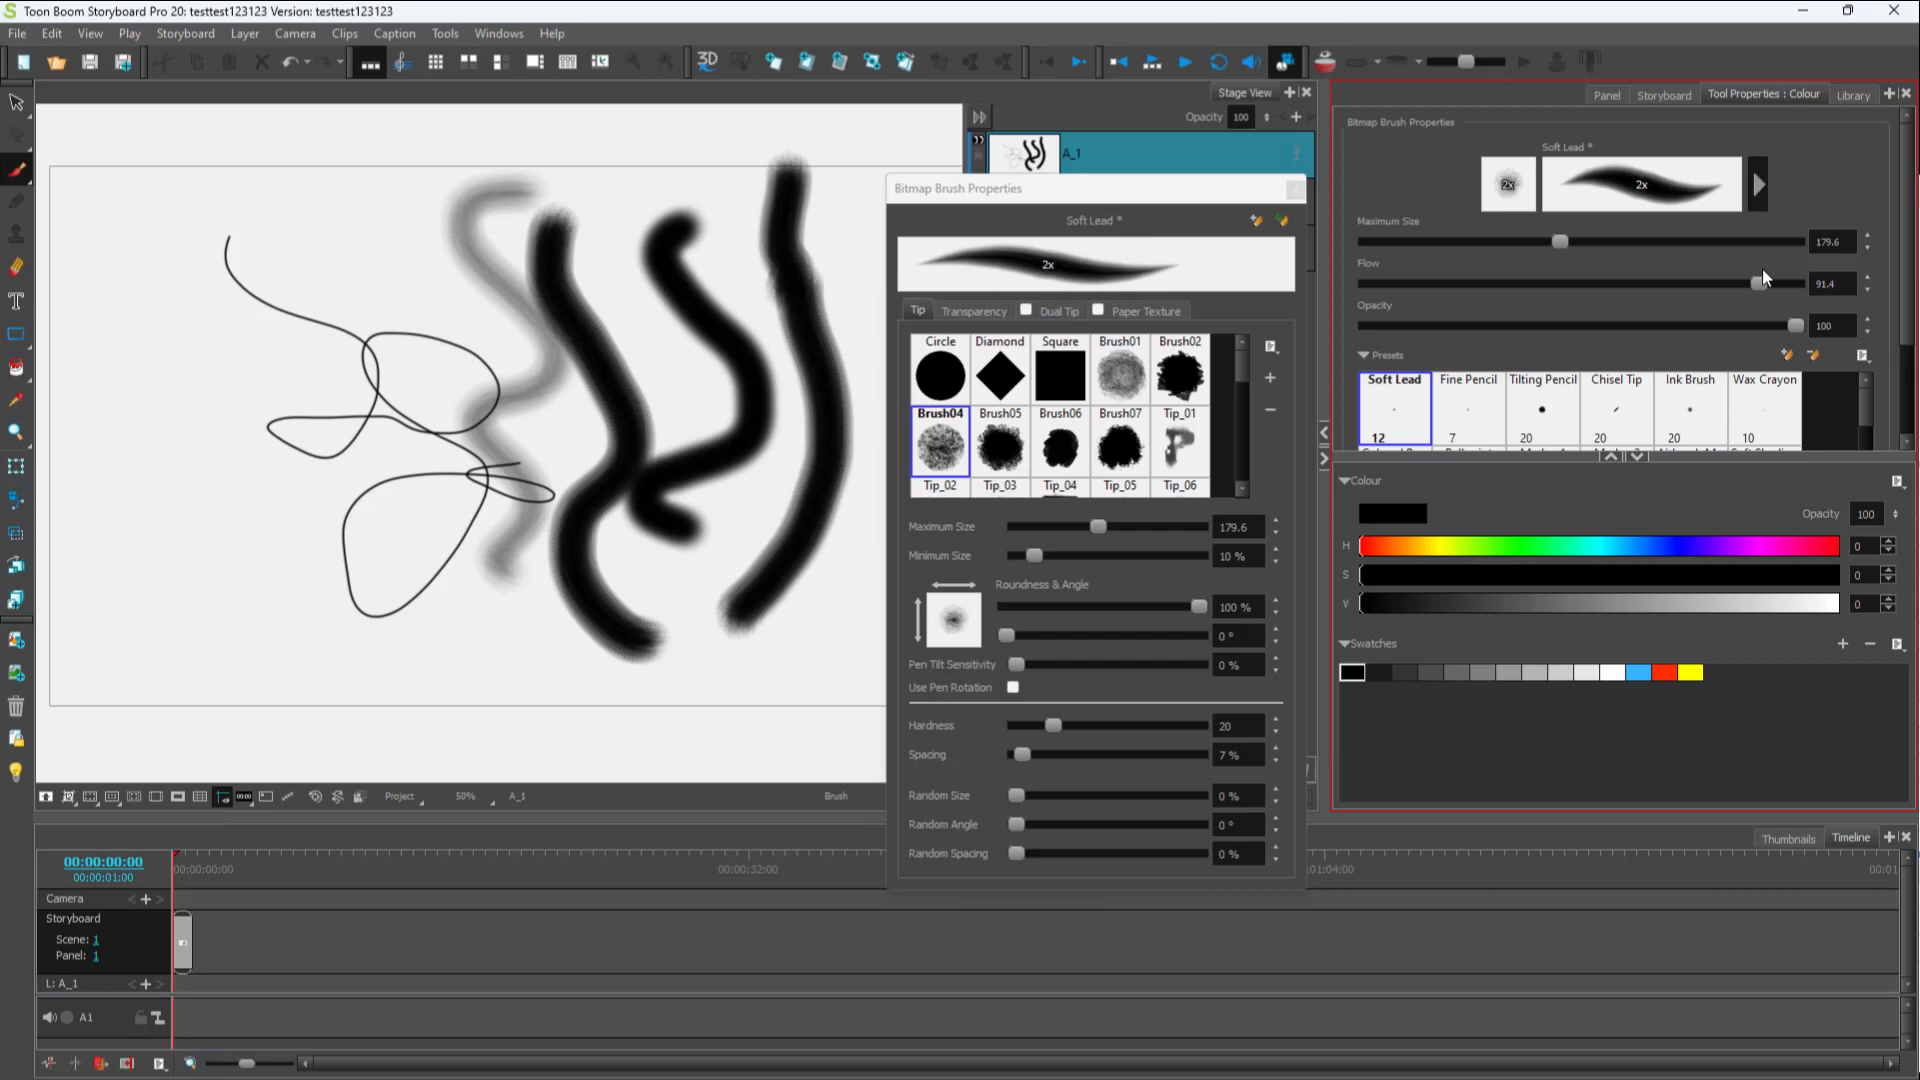 Toon Boom Storyboard Pro 20: testtest123123 Version: testtest123123
File Edit View Play Storyboard Layer Camera Clips Caption Tools Windows Help
3D
Stage View
Opacity 100
A_1
Panel Storyboard Tool Properties : Colour Library
Bitmap Brush Properties
Soft Lead *
2x 2x
Maximum Size
179.6
Flow
91.4
Opacity
100
Presets
Soft Lead Fine Pencil Tilting Pencil Chisel Tip Ink Brush Wax Crayon
12 7 20 20 20 10
Bitmap Brush Properties
Soft Lead *
2x
Tip Transparency Dual Tip Paper Texture
Circle Diamond Square Brush01 Brush02
Brush04 Brush05 Brush06 Brush07 Tip_01
Tip_02 Tip_03 Tip_04 Tip_05 Tip_06
Maximum Size 179.6
Minimum Size 10 %
Roundness & Angle
100 %
0 °
Pen Tilt Sensitivity 0 %
Use Pen Rotation
Hardness 20
Spacing 7 %
Random Size 0 %
Random Angle 0 °
Random Spacing 0 %
Colour
Opacity 100
H 0
S 0
V 0
Swatches
Project 50% A_1 Brush
Thumbnails Timeline
00:00:00:00
00:00:01:00
00:00:00:00 00:00:32:00 :01:04:00 00:01
Camera
Storyboard
Scene: 1
Panel: 1
L: A_1
A1